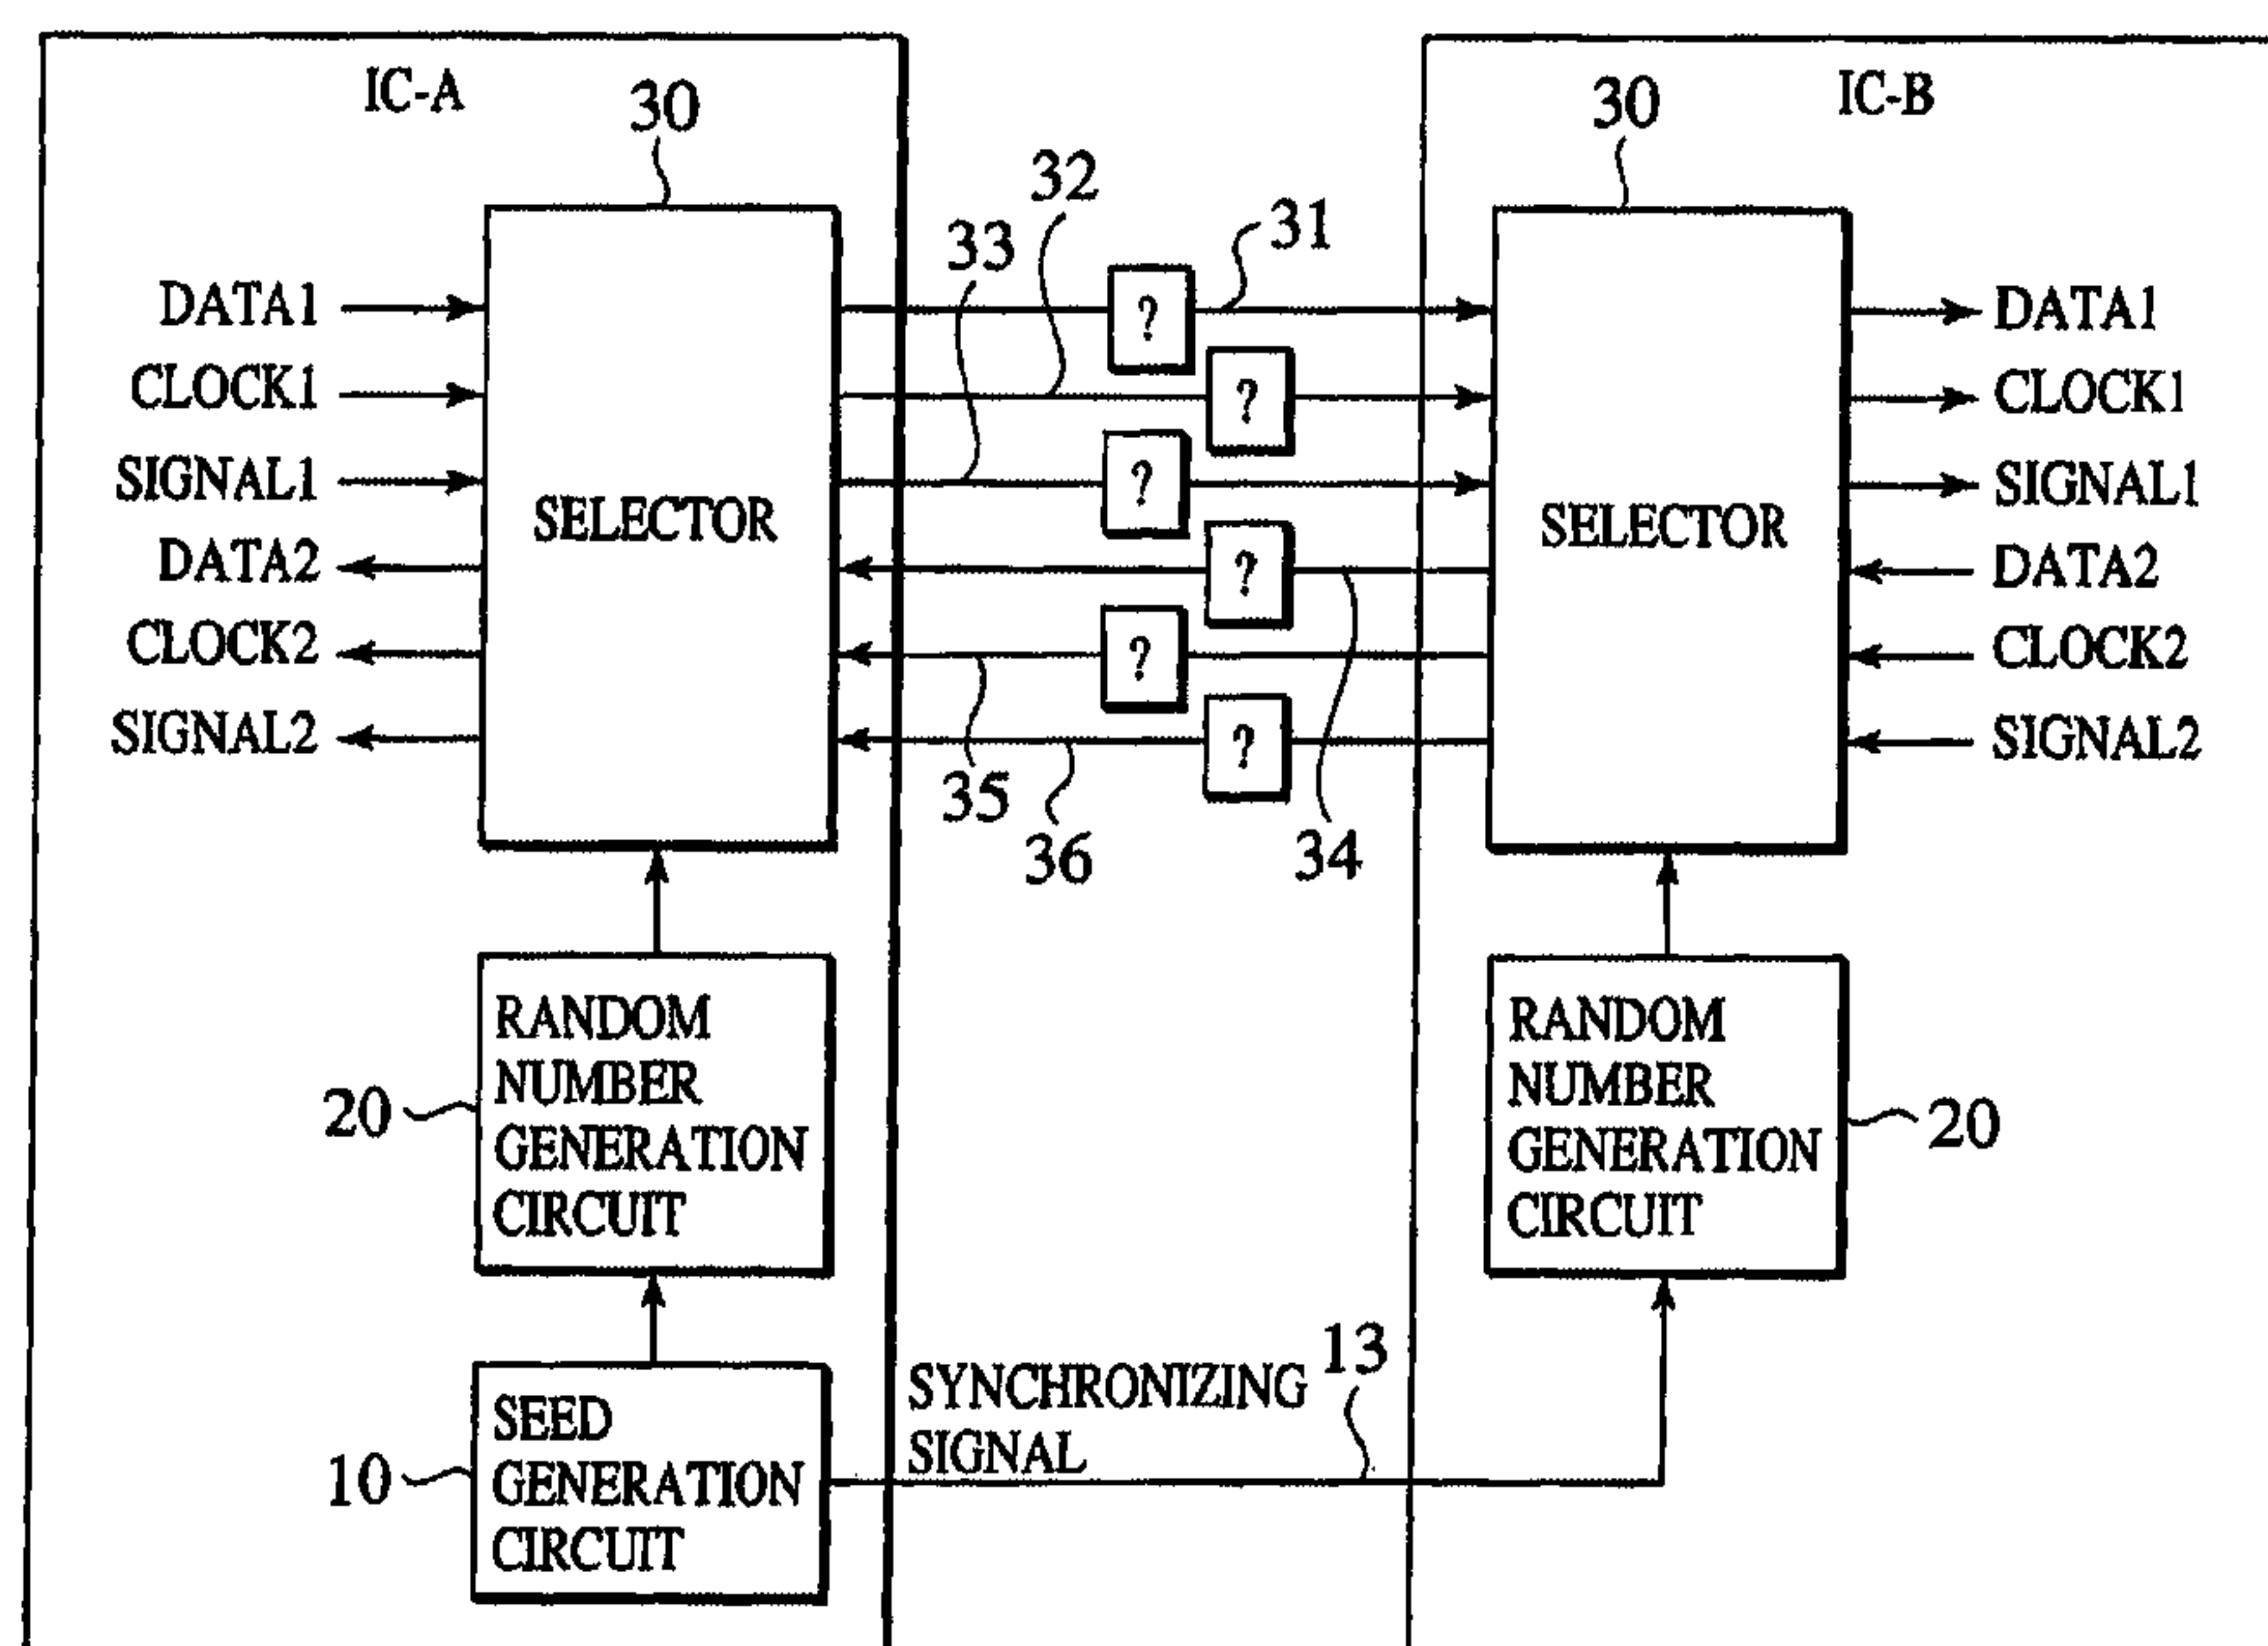 IC-A
30
30
IC-B
32
31
33
DATA1
?
DATA1
CLOCK1
?
CLOCK1
SIGNAL1
?
SIGNAL1
SELECTOR
SELECTOR
DATA2
?
DATA2
CLOCK2
?
CLOCK2
SIGNAL2
?
SIGNAL2
35
36
34
RANDOM
NUMBER
GENERATION
CIRCUIT
20
RANDOM
NUMBER
GENERATION
CIRCUIT
20
SYNCHRONIZING
SIGNAL
13
SEED
GENERATION
CIRCUIT
10